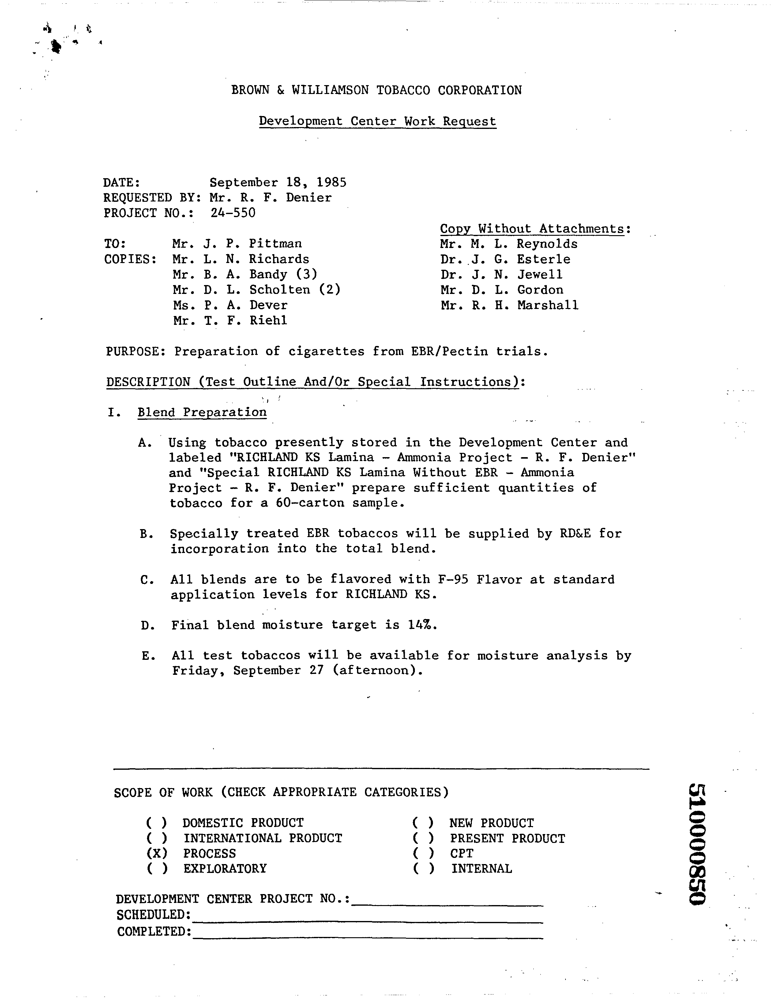 BROWN & WILLIAMSON TOBACCO CORPORATION
Development Center Work Request
DATE: September 18, 1985
REQUESTED BY: Mr. R. F. Denier
PROJECT NO.: 24-550
Copy Without Attachments:
TO: Mr. J. P. Pittman Mr. M. L. Reynolds
COPIES: Mr. L. N. Richards Dr. J. G. Esterle
Mr. B. A. Bandy (3) Dr. J. N. Jewell
Mr. D. L. Scholten (2) Mr. D. L. Gordon
Ms. P. A. Dever Mr. R. H. Marshall
Mr. T. F. Riehl
PURPOSE: Preparation of cigarettes from EBR/Pectin trials.
DESCRIPTION (Test Outline And/Or Special Instructions):
I. Blend Preparation
A. Using tobacco presently stored in the Development Center and
labeled "RICHLAND KS Lamina - Ammonia Project - R. F. Denier"
and "Special RICHLAND KS Lamina Without EBR - Ammonia
Project - R. F. Denier" prepare sufficient quantities of
tobacco for a 60-carton sample.
B. Specially treated EBR tobaccos will be supplied by RD&E for
incorporation into the total blend.
C. All blends are to be flavored with F-95 Flavor at standard
application levels for RICHLAND KS.
D. Final blend moisture target is 14%.
E. All test tobaccos will be available for moisture analysis by
Friday, September 27 (afternoon).
SCOPE OF WORK (CHECK APPROPRIATE CATEGORIES)
( ) DOMESTIC PRODUCT ( ) NEW PRODUCT
( ) INTERNATIONAL PRODUCT ( ) PRESENT PRODUCT
(X) PROCESS ( ) CPT
( ) EXPLORATORY ( ) INTERNAL
DEVELOPMENT CENTER PROJECT NO.:
SCHEDULED:
COMPLETED:
510000850